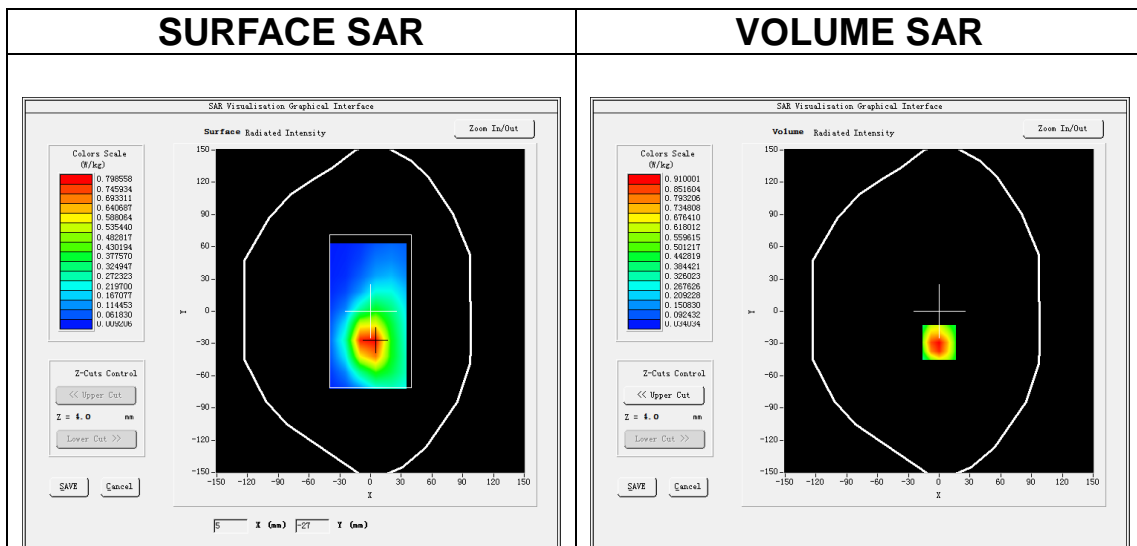 SURFACE SAR
VOLUME SAR
SAR Visualisation Graphical Interface
Surface Radiated Intensity
Zoom In/Out
Colors Scale
(W/kg)
0.798558
0.745934
0.693311
0.640687
0.588064
0.535440
0.482817
0.430194
0.377570
0.324947
0.272323
0.219700
0.167077
0.114453
0.061830
0.009206
150
120
90
60
30
0
-30
-60
-90
-120
-150
Y
-150 -120 -90 -60 -30 0 30 60 90 120 150
X
Z-Cuts Control
<< Upper Cut
Z = 4.0 mm
Lower Cut >>
SAVE
Cancel
5 X (mm) -27 Y (mm)
SAR Visualisation Graphical Interface
Volume Radiated Intensity
Zoom In/Out
Colors Scale
(W/kg)
0.910001
0.851604
0.793206
0.734808
0.676410
0.618012
0.559615
0.501217
0.442819
0.384421
0.326023
0.267626
0.209228
0.150830
0.092432
0.034034
150
120
90
60
30
0
-30
-60
-90
-120
-150
Y
-150 -120 -90 -60 -30 0 30 60 90 120 150
X
Z-Cuts Control
<< Upper Cut
Z = 4.0 mm
Lower Cut >>
SAVE
Cancel